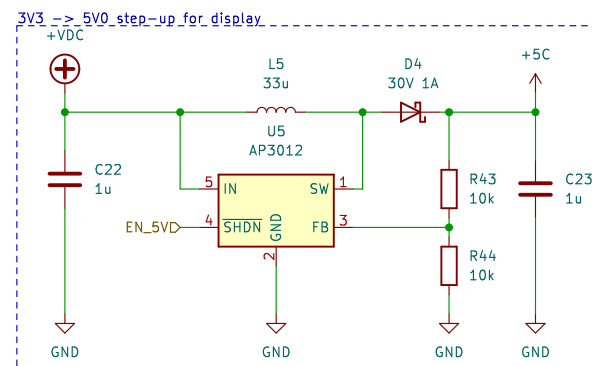 3V3 -> 5V0 step-up for display
+VDC
L5
33u
D4
30V 1A
+5C
U5
AP3012
C22
1u
5
IN
SW
1
R43
10k
C23
1u
EN_5V
4
SHDN
GND
FB
3
2
R44
10k
GND
GND
GND
GND